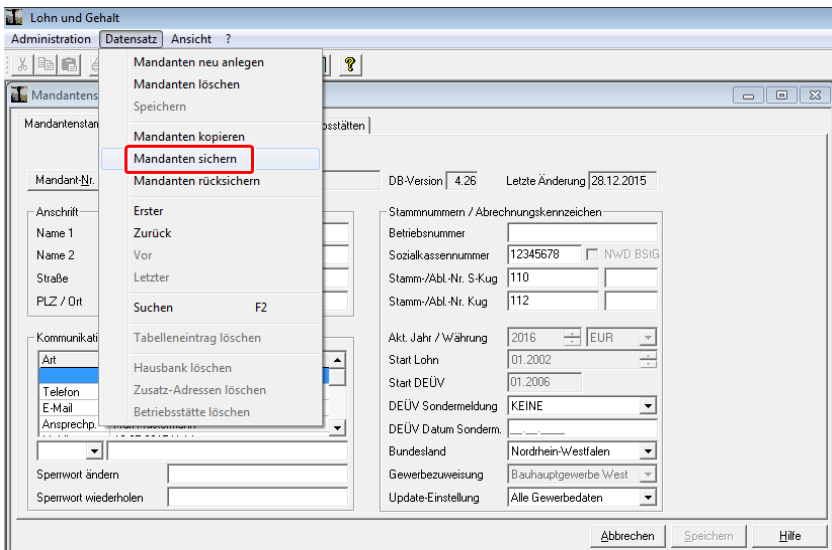 Lohn und Gehalt
Administration Datensatz Ansicht ?
Mandanten neu anlegen
Mandanten löschen
Speichern
Mandanten kopieren
Mandanten sichern
Mandanten rücksichern
Erster
Zurück
Vor
Letzter
Suchen F2
Tabelleneintrag löschen
Hausbank löschen
Zusatz-Adressen löschen
Betriebsstätte löschen
Mandant-Nr.
DB-Version 4.26 Letzte Änderung 28.12.2015
Anschrift
Name 1
Name 2
Straße
PLZ / Ort
Art
Telefon
E-Mail
Ansprechp.
Sperrwort ändern
Sperrwort wiederholen
Stammnummern / Abrechnungskennzeichen
Betriebsnummer
Sozialkassennummer 12345678 NWD BStG
Stamm-/Abl.-Nr. S-Kug 110
Stamm-/Abl.-Nr. Kug 112
Akt. Jahr / Währung 2016 EUR
Start Lohn 01.2002
Start DEÜV 01.2006
DEÜV Sondermeldung KEINE
DEÜV Datum Sonderm. __.__.____
Bundesland Nordrhein-Westfalen
Gewerbezuweisung Bauhauptgewerbe West
Update-Einstellung Alle Gewerbedaten
Abbrechen Speichern Hilfe